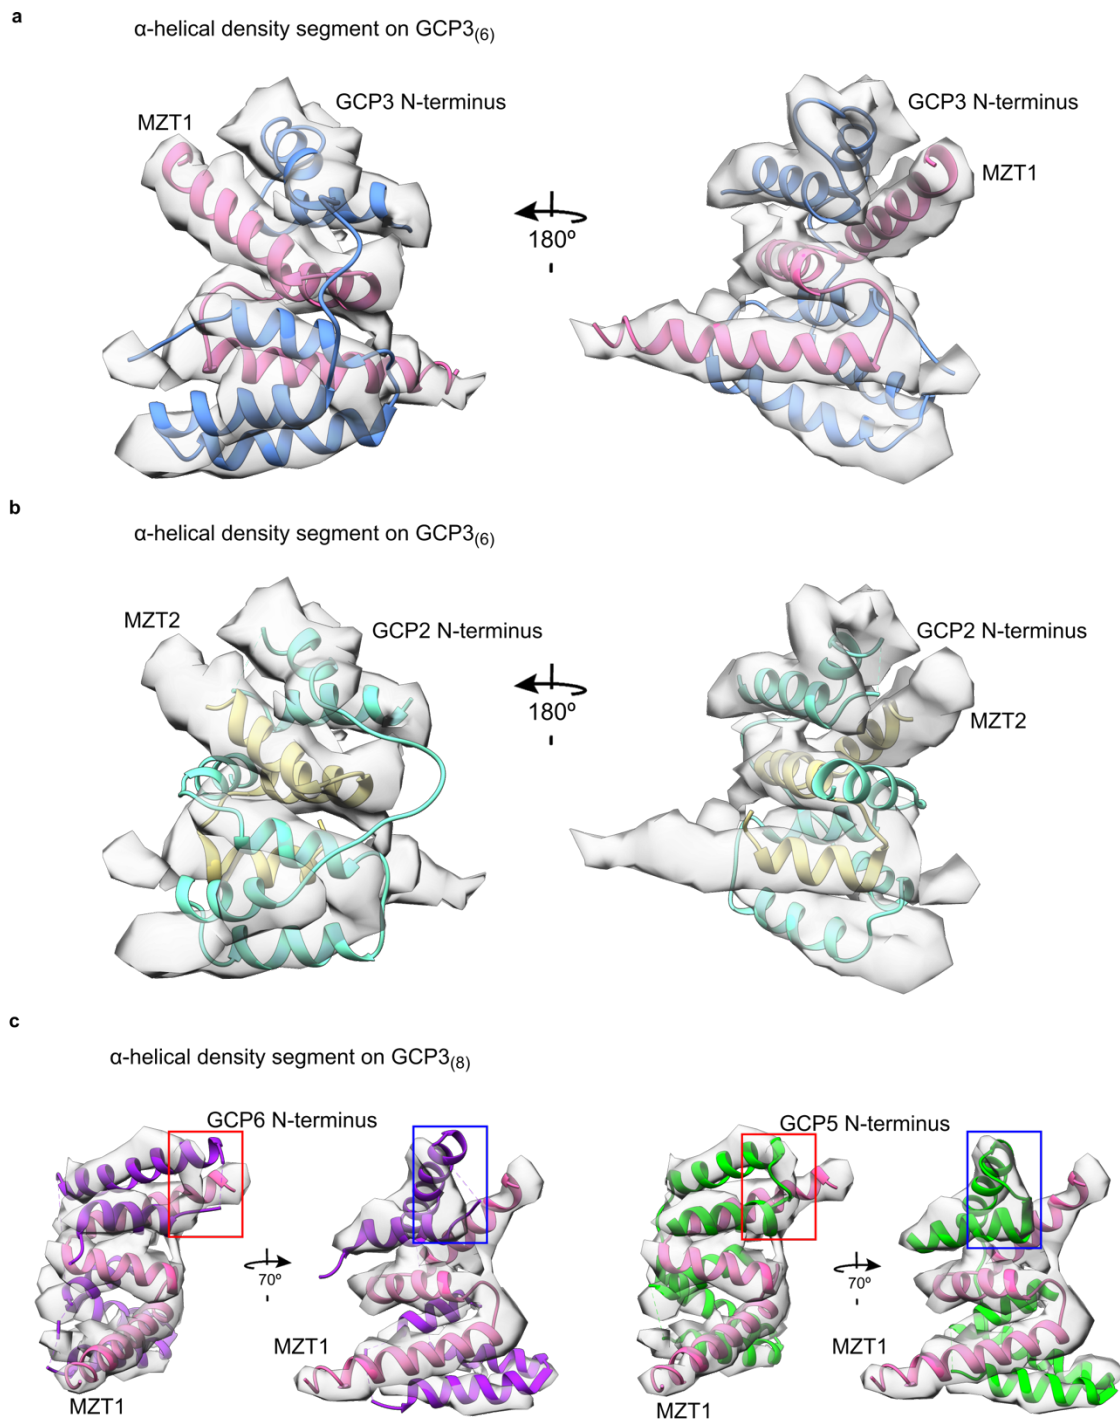 a
α-helical density segment on GCP3(6)
GCP3 N-terminus
MZT1
180º
GCP3 N-terminus
MZT1
b
α-helical density segment on GCP3(6)
MZT2
GCP2 N-terminus
180º
GCP2 N-terminus
MZT2
c
α-helical density segment on GCP3(8)
GCP6 N-terminus
GCP5 N-terminus
70º
70º
MZT1
MZT1
MZT1
MZT1